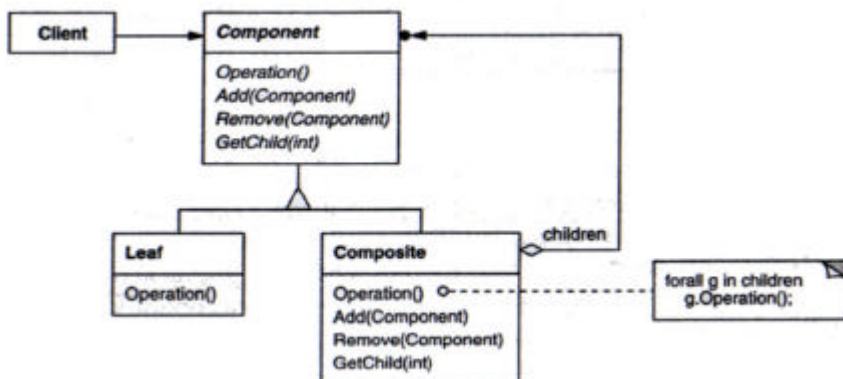 Client
Component
Operation()
Add(Component)
Remove(Component)
GetChild(int)
Leaf
Operation()
Composite
Operation()
Add(Component)
Remove(Component)
GetChild(int)
children
forall g in children
g.Operation();